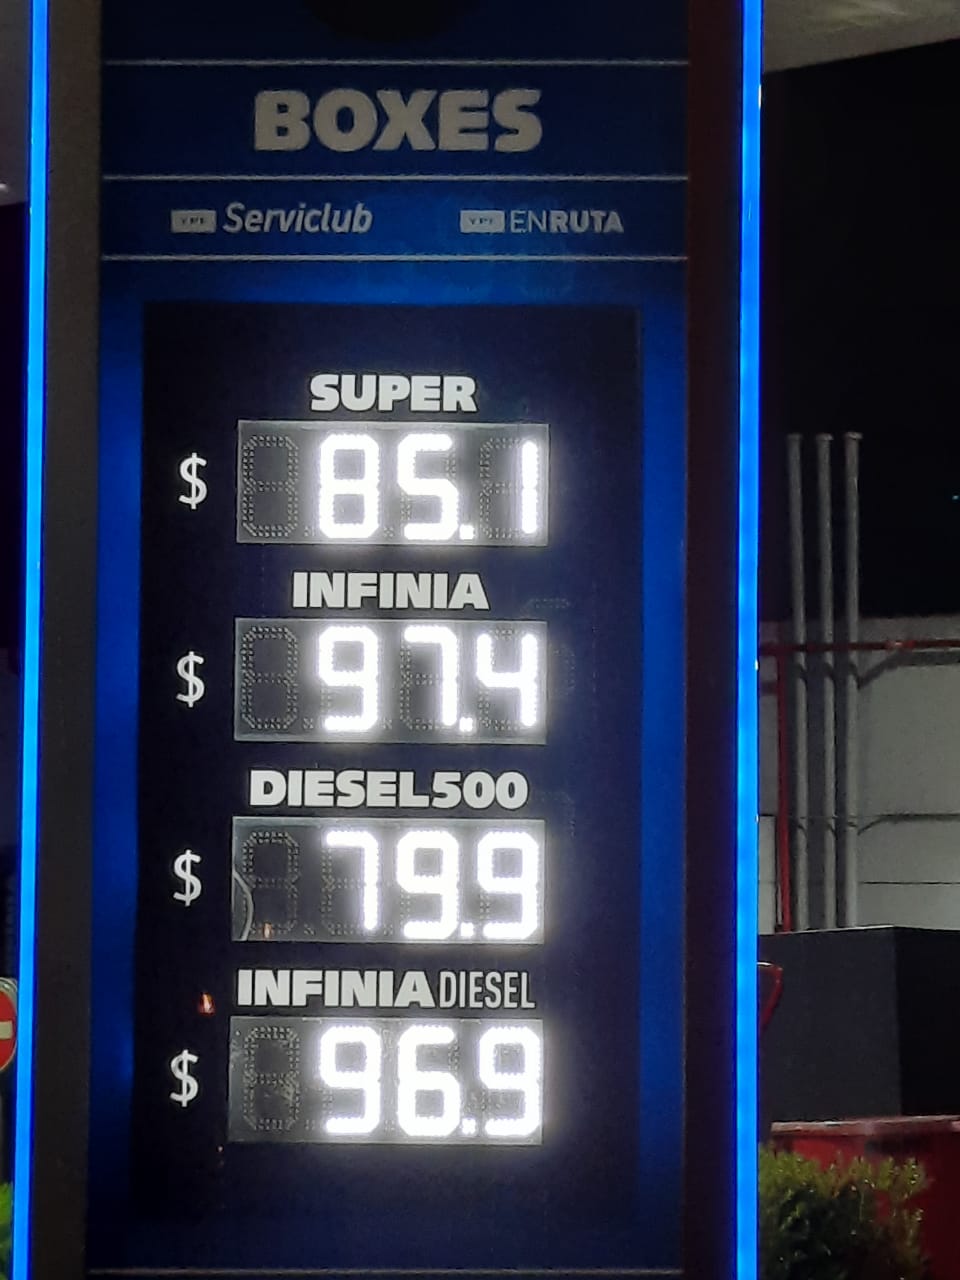 BOXES
YPF Serviclub YPF ENRUTA
SUPER
$ 85.1
INFINIA
$ 97.4
DIESEL500
$ 79.9
INFINIA DIESEL
$ 96.9